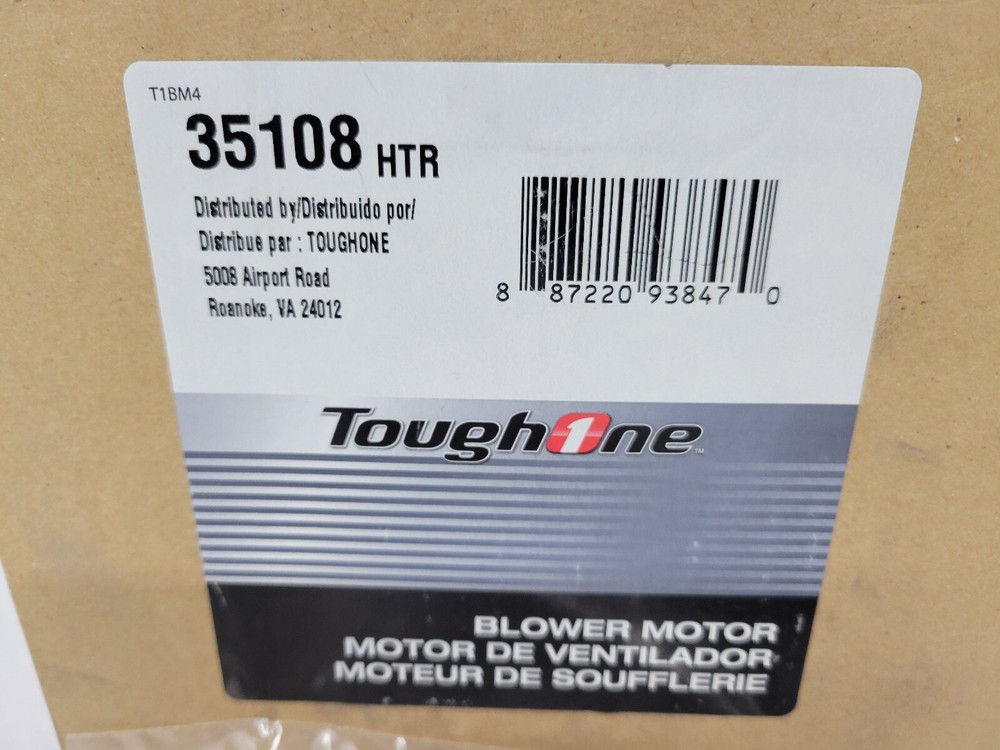 T1BM4
35108 HTR
Distributed by/Distribuido por/
Distribue par : TOUGHONE
5008 Airport Road
Roanoke, VA 24012
8 87220 93847 0
Tough1ne™
BLOWER MOTOR
MOTOR DE VENTILADOR
MOTEUR DE SOUFFLERIE